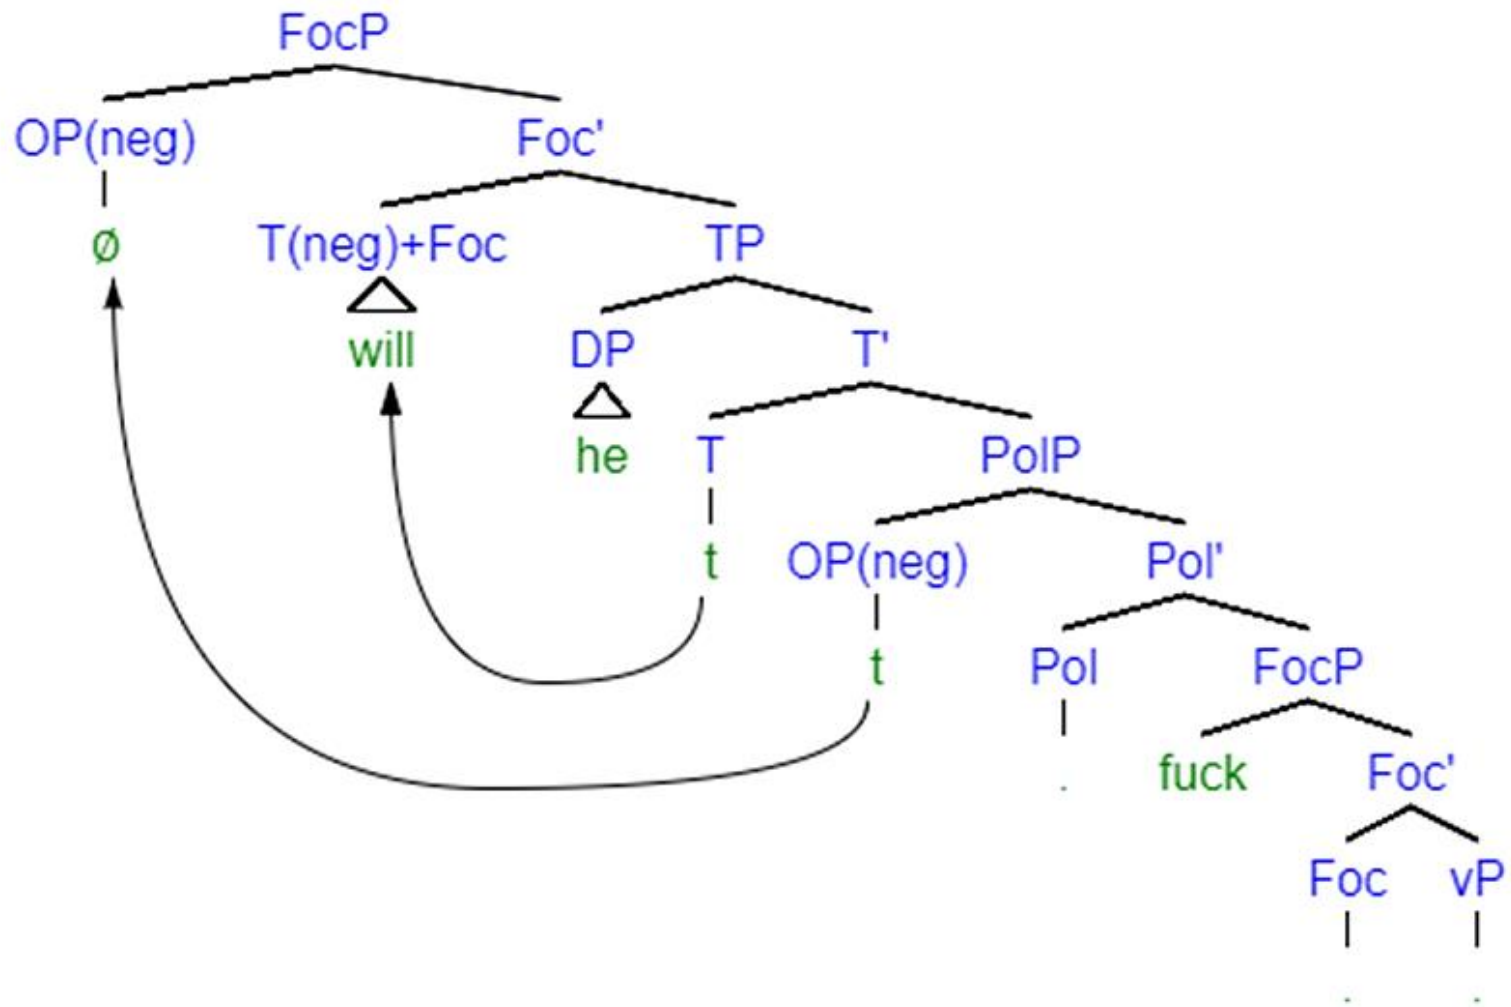 FocP
OP(neg) Foc'
Ø T(neg)+Foc TP
will DP T'
he T PolP
t OP(neg) Pol'
t Pol FocP
. fuck Foc'
Foc vP
. .